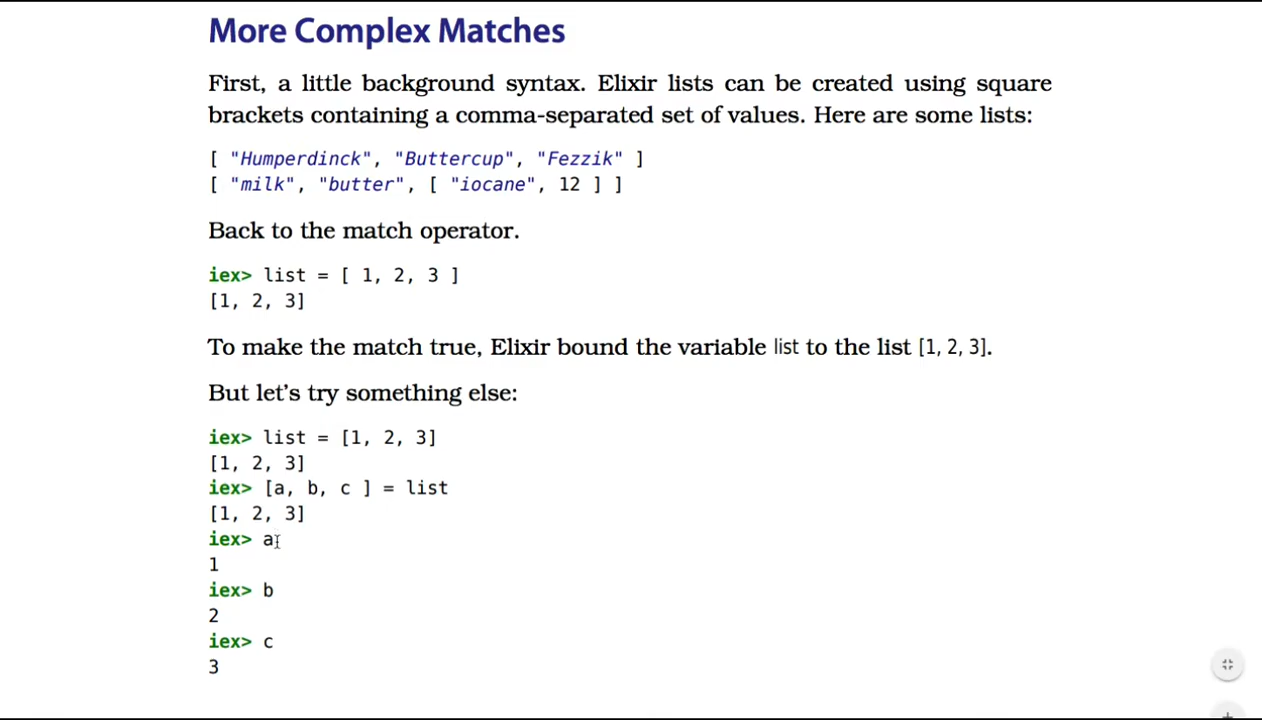 More Complex Matches
First, a little background syntax. Elixir lists can be created using square
brackets containing a comma-separated set of values. Here are some lists:
[ "Humperdinck", "Buttercup", "Fezzik" ]
[ "milk", "butter", [ "iocane", 12 ] ]
Back to the match operator.
iex> list = [ 1, 2, 3 ]
[1, 2, 3]
To make the match true, Elixir bound the variable list to the list [1, 2, 3].
But let's try something else:
iex> list = [1, 2, 3]
[1, 2, 3]
iex> [a, b, c ] = list
[1, 2, 3]
iex> a
1
iex> b
2
iex> c
3